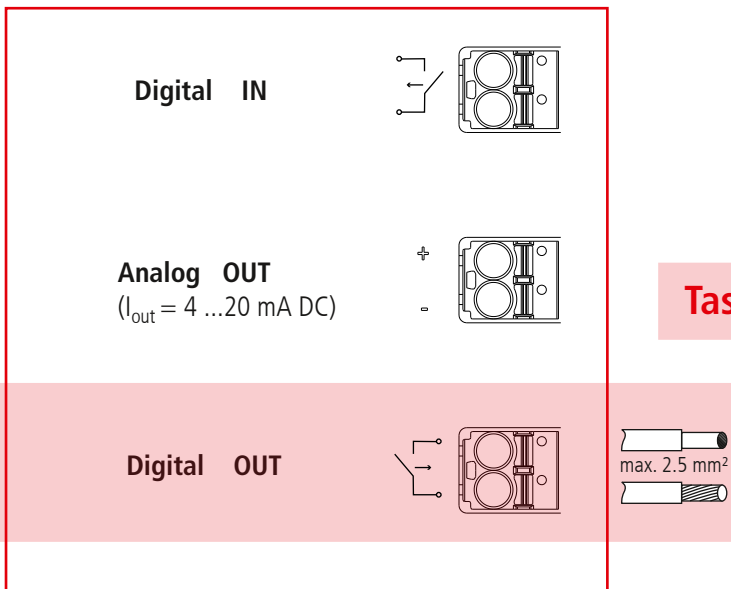 Digital IN
Analog OUT
(Iout = 4 ...20 mA DC)
+
-
Tas
Digital OUT
max. 2.5 mm²